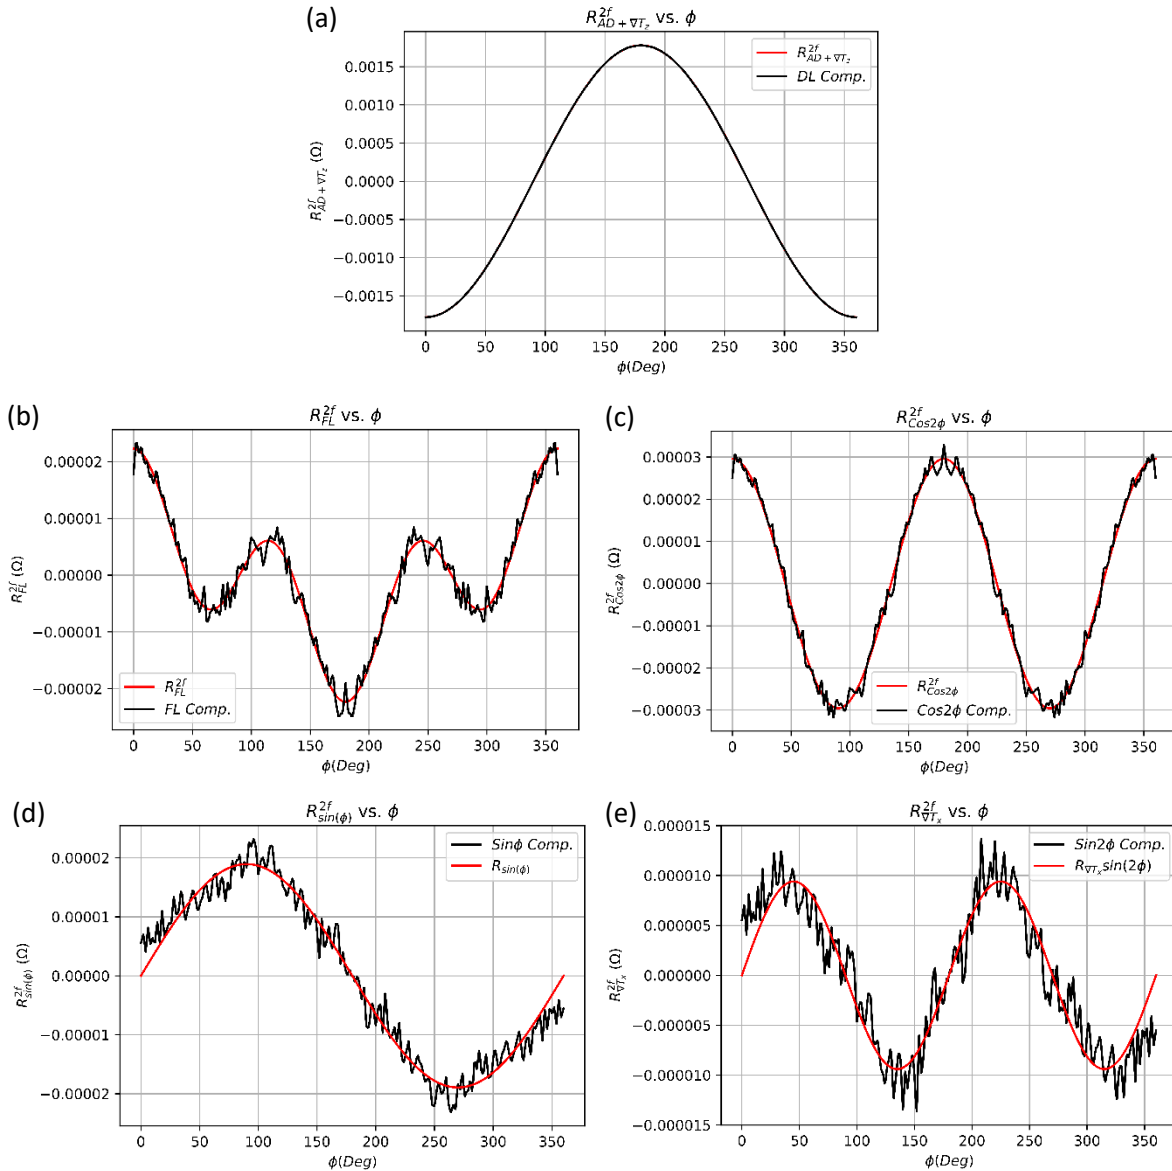 (a)
R^{2f}_{AD+∇T_z} vs. ϕ
R^{2f}_{AD+∇T_z}
DL Comp.
R^{2f}_{AD+∇T_z} (Ω)
0.0015
0.0010
0.0005
0.0000
−0.0005
−0.0010
−0.0015
0 50 100 150 200 250 300 350
ϕ(Deg)
(b)
R^{2f}_{FL} vs. ϕ
R^{2f}_{FL} (Ω)
0.00002
0.00001
0.00000
−0.00001
−0.00002
R^{2f}_{FL}
FL Comp.
0 50 100 150 200 250 300 350
ϕ(Deg)
(c)
R^{2f}_{Cos2ϕ} vs. ϕ
R^{2f}_{Cos2ϕ} (Ω)
0.00003
0.00002
0.00001
0.00000
−0.00001
−0.00002
−0.00003
R^{2f}_{Cos2ϕ}
Cos2ϕ Comp.
0 50 100 150 200 250 300 350
ϕ(Deg)
(d)
R^{2f}_{sin(ϕ)} vs. ϕ
Sinϕ Comp.
R_{sin(ϕ)}
R^{2f}_{sin(ϕ)} (Ω)
0.00002
0.00001
0.00000
−0.00001
−0.00002
0 50 100 150 200 250 300 350
ϕ(Deg)
(e)
R^{2f}_{∇T_x} vs. ϕ
Sin2ϕ Comp.
R_{∇T_x}sin(2ϕ)
R^{2f}_{∇T_x} (Ω)
0.000015
0.000010
0.000005
0.000000
−0.000005
−0.000010
−0.000015
0 50 100 150 200 250 300 350
ϕ(Deg)